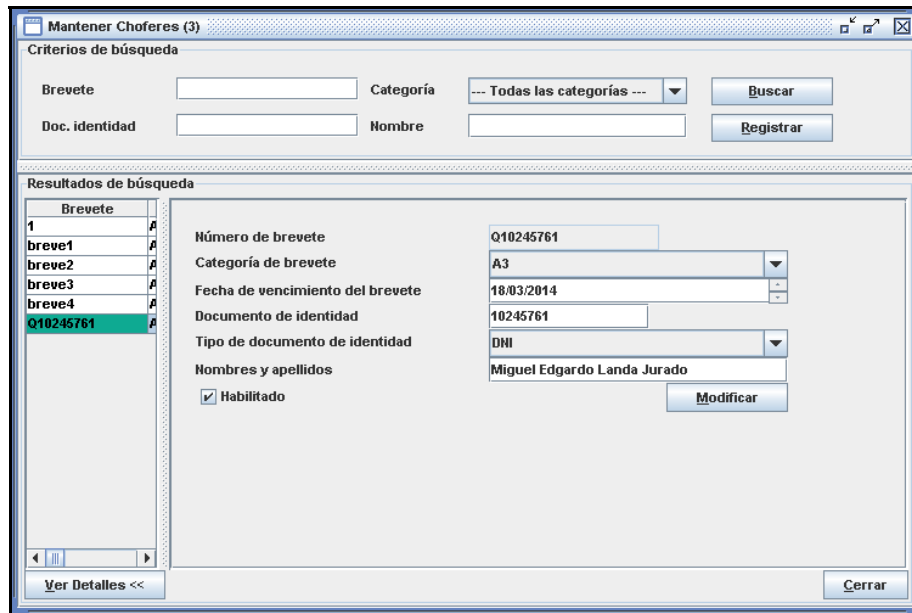 Mantener Choferes (3)
Criterios de búsqueda
Brevete Categoría --- Todas las categorías --- Buscar
Doc. identidad Nombre Registrar
Resultados de búsqueda
Brevete
1 A
breve1 A
breve2 A
breve3 A
breve4 A
Q10245761 A
Número de brevete Q10245761
Categoría de brevete A3
Fecha de vencimiento del brevete 18/03/2014
Documento de identidad 10245761
Tipo de documento de identidad DNI
Nombres y apellidos Miguel Edgardo Landa Jurado
Habilitado Modificar
Ver Detalles << Cerrar